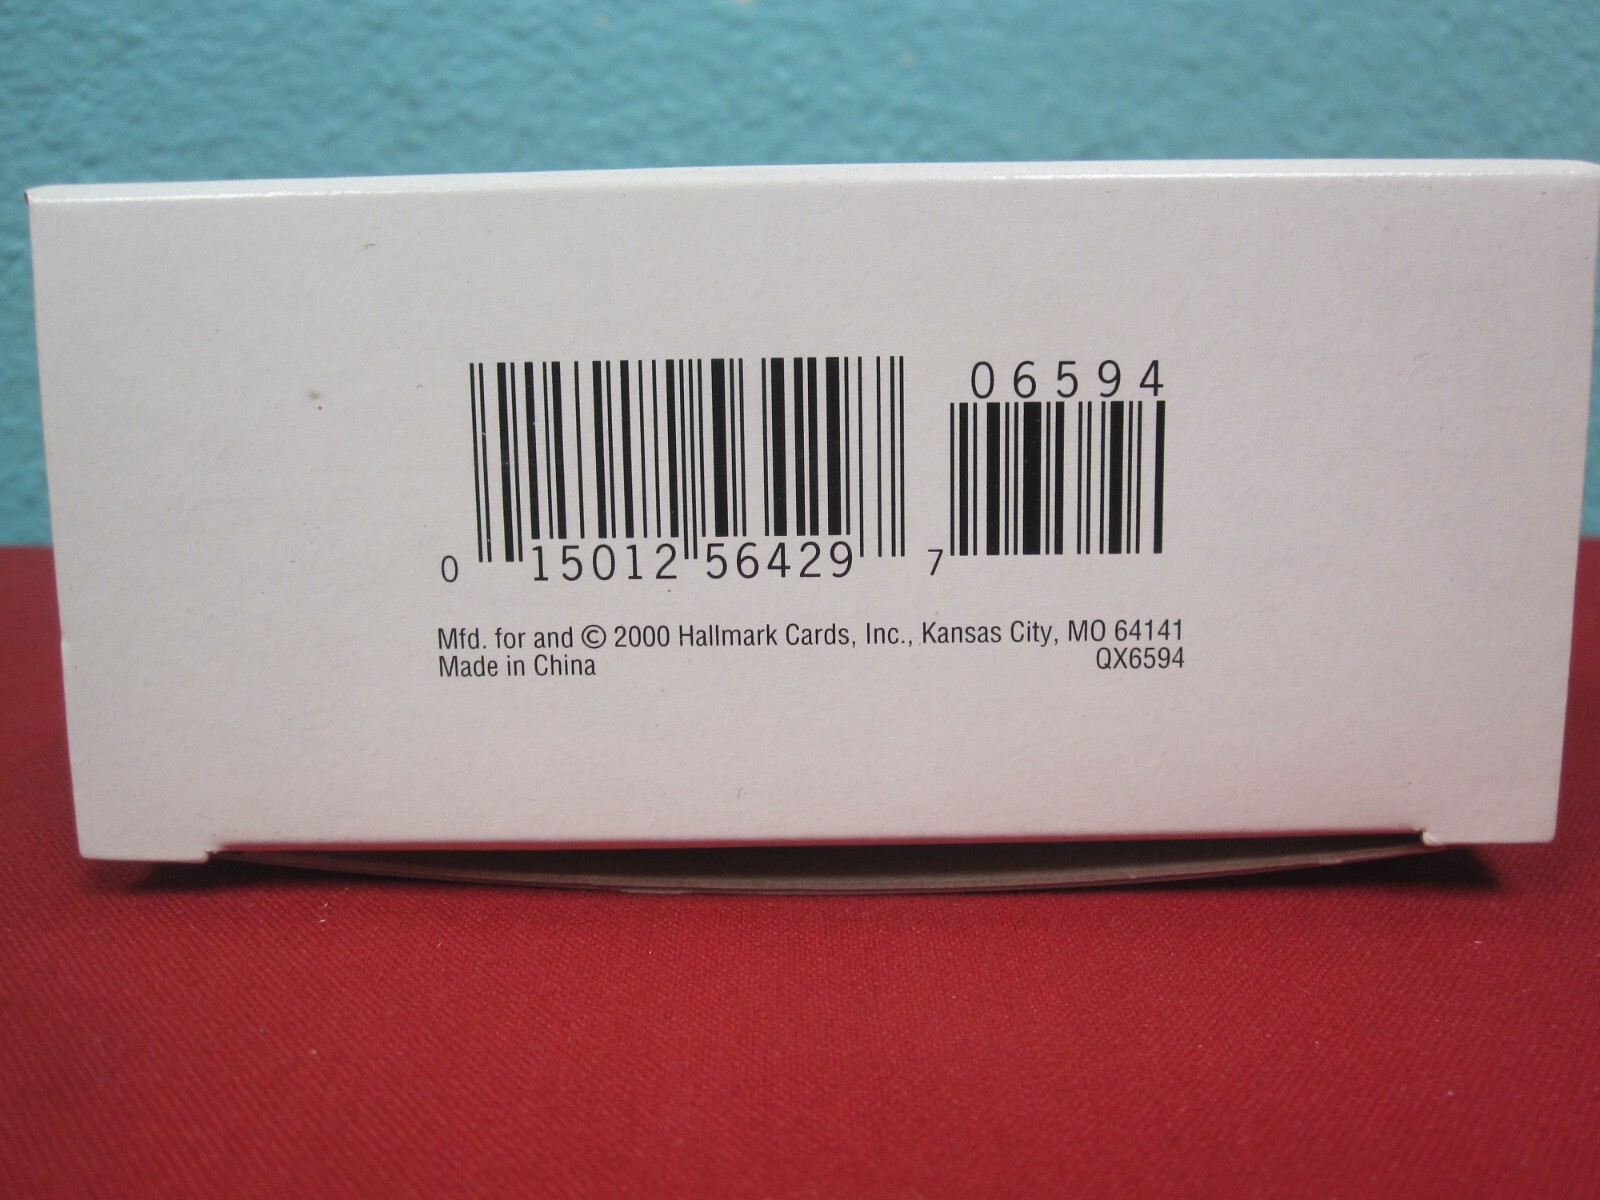 06594
0 15012 56429 7
Mfd. for and © 2000 Hallmark Cards, Inc., Kansas City, MO 64141
Made in China QX6594